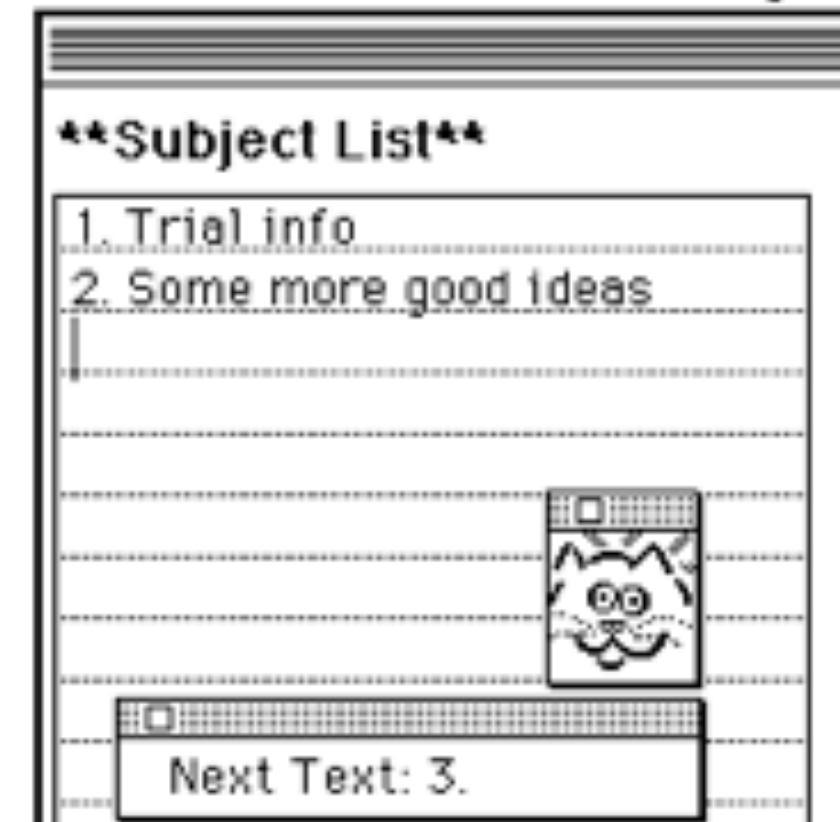 **Subject List**
1. Trial info
2. Some more good ideas
Next Text: 3.